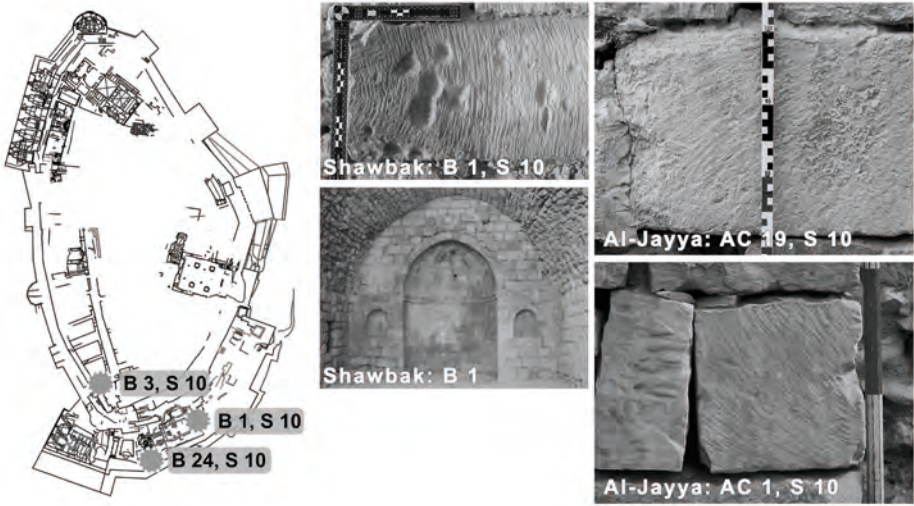 B 3, S 10
B 1, S 10
B 24, S 10
Shawbak: B 1, S 10
Shawbak: B 1
Al-Jayya: AC 19, S 10
Al-Jayya: AC 1, S 10